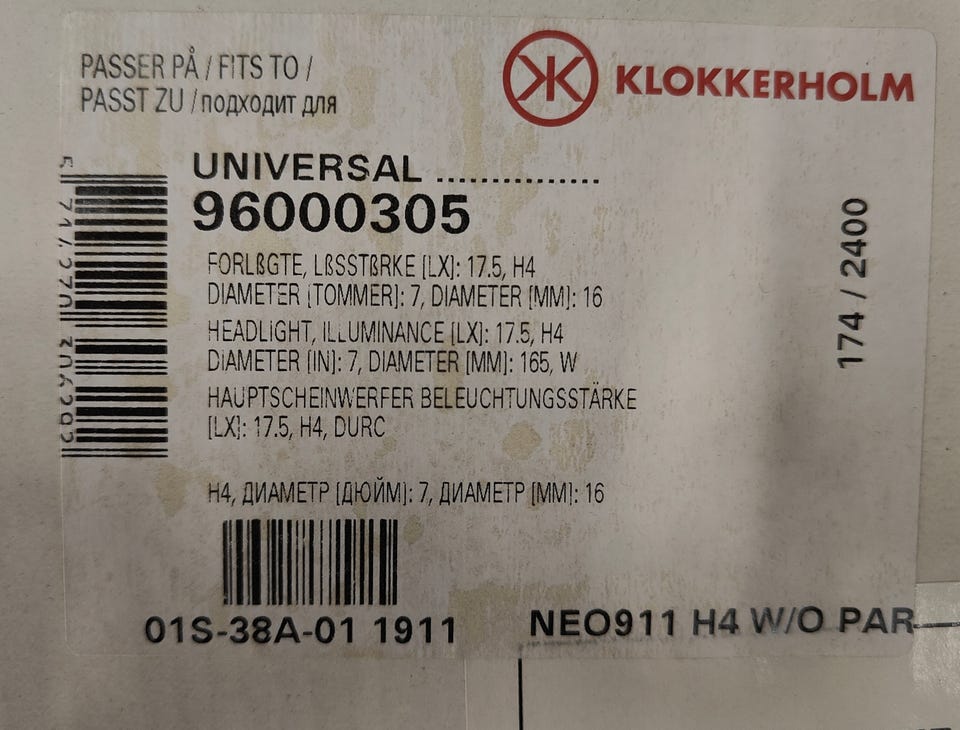 PASSER PÅ / FITS TO /
PASST ZU / подходит для
KLOKKERHOLM
UNIVERSAL ................
96000305
FORLßGTE, LßSSTßRKE [LX]: 17.5, H4
DIAMETER [TOMMER]: 7, DIAMETER [MM]: 16
HEADLIGHT, ILLUMINANCE [LX]: 17.5, H4
DIAMETER [IN]: 7, DIAMETER [MM]: 165, W
HAUPTSCHEINWERFER BELEUCHTUNGSSTÄRKE
[LX]: 17.5, H4, DURC
H4, ДИАМЕТР [ДЮЙМ]: 7, ДИАМЕТР [MM]: 16
174 / 2400
01S-38A-01 1911
NEO911 H4 W/O PAR